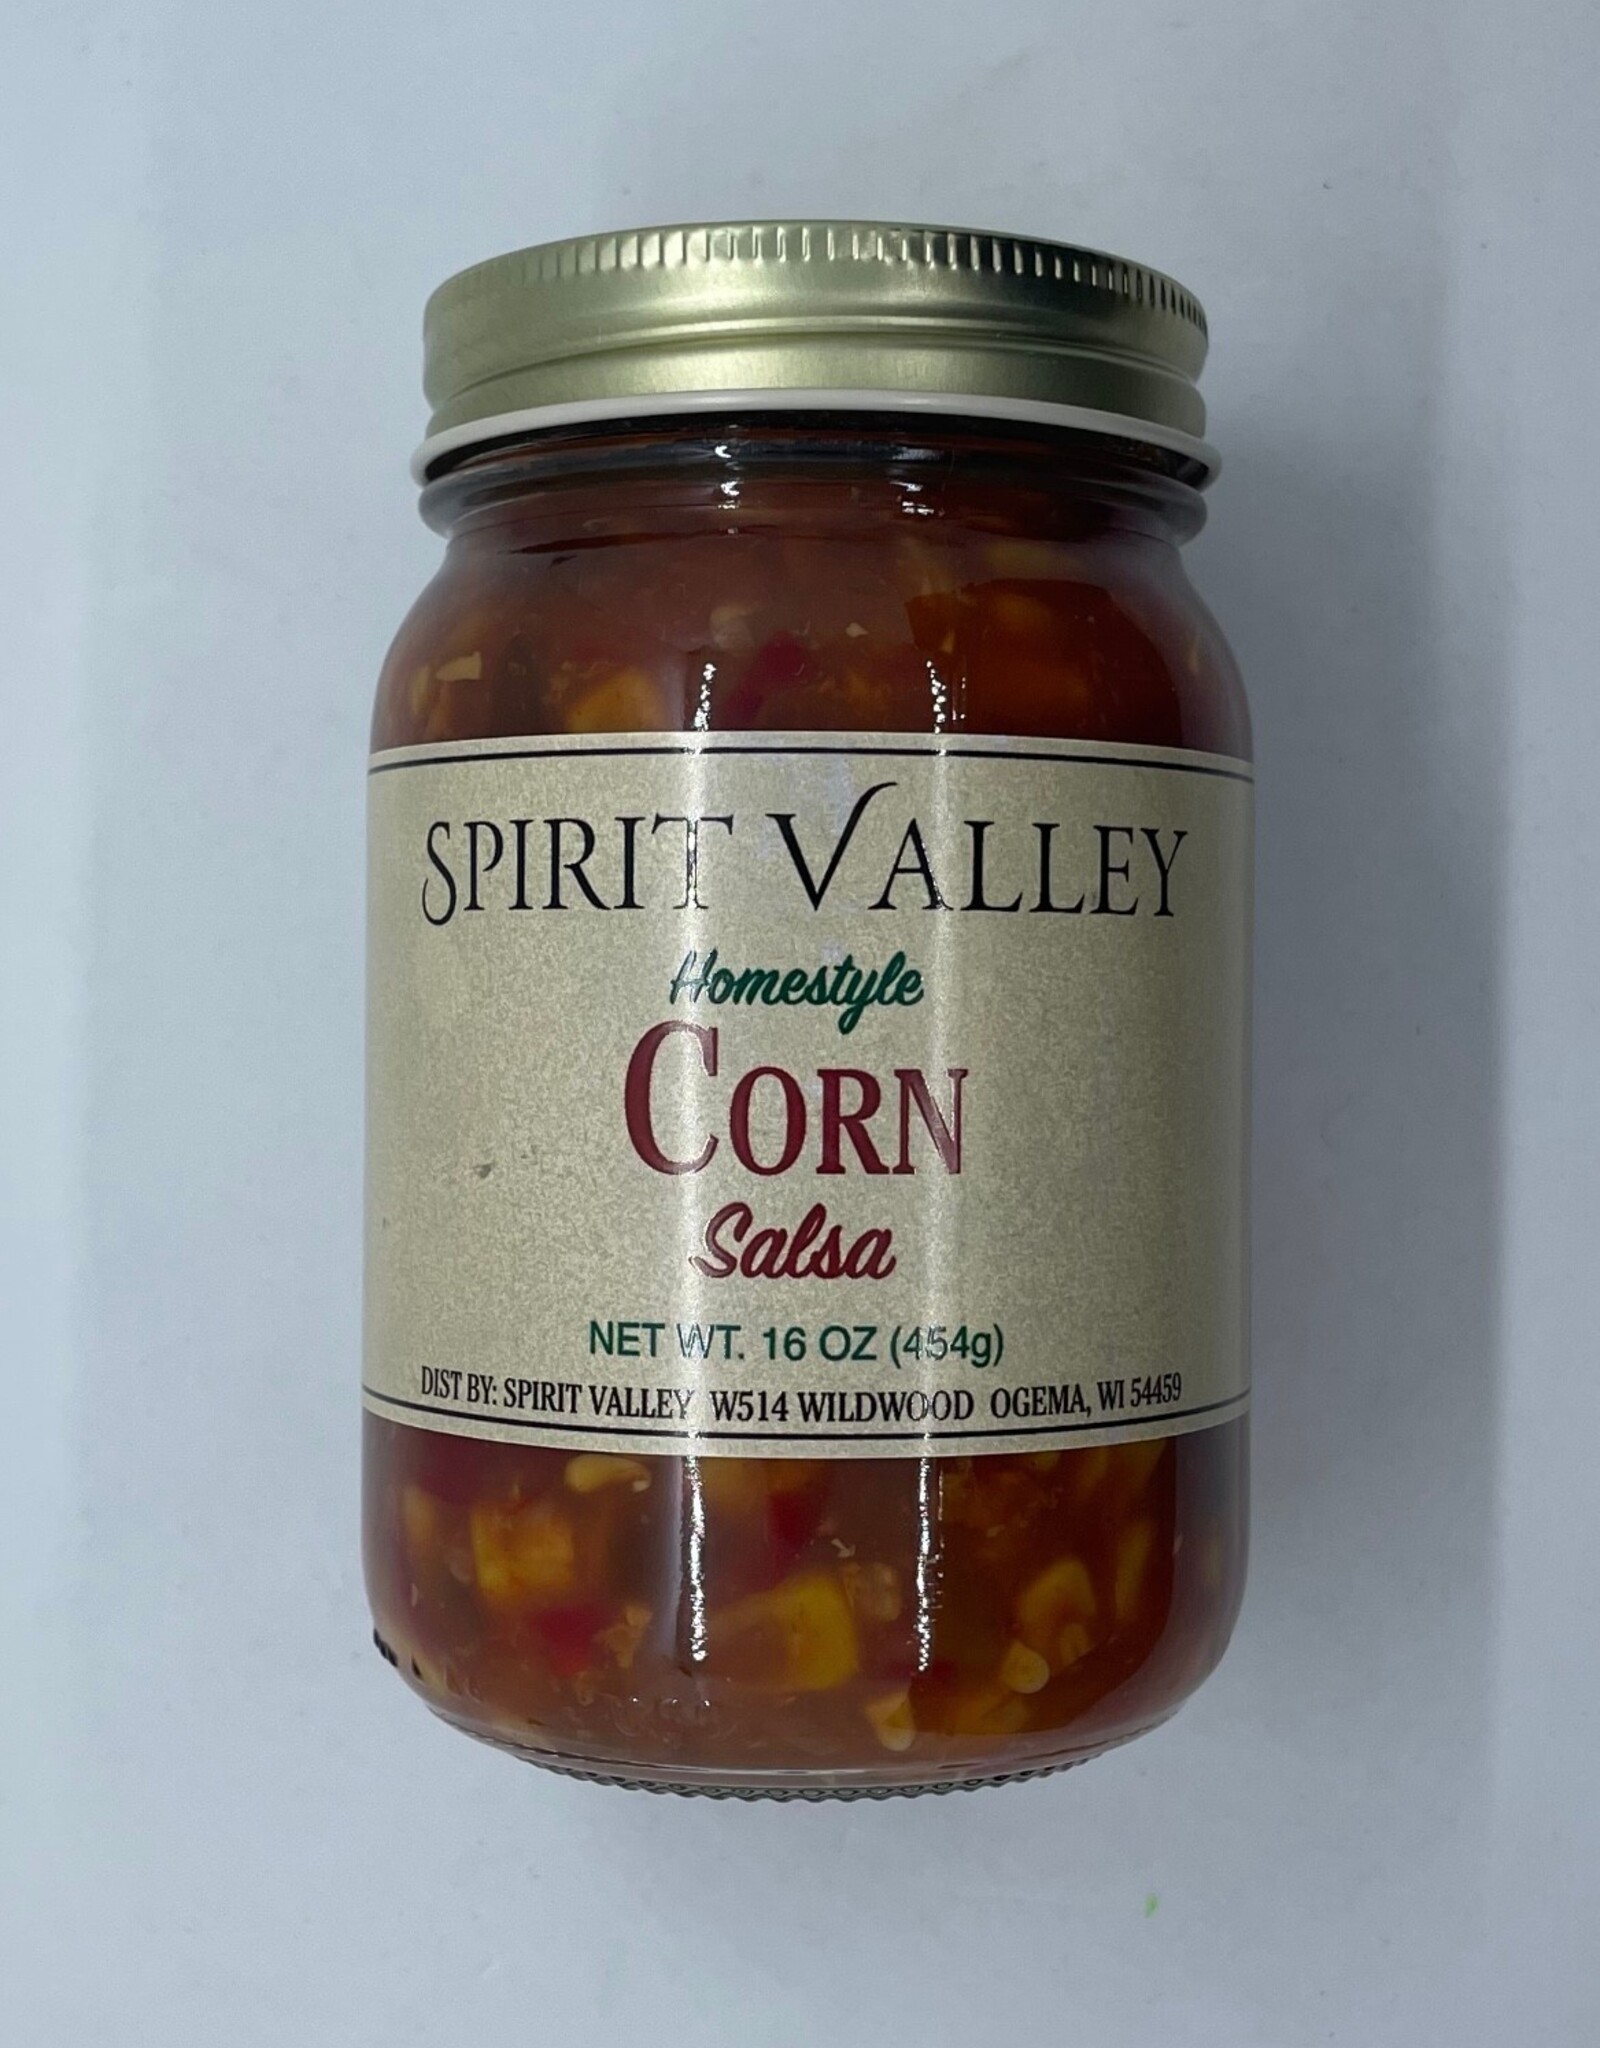 SPIRIT VALLEY
Homestyle
CORN
Salsa
NET WT. 16 OZ (454g)
DIST BY: SPIRIT VALLEY W514 WILDWOOD OGEMA, WI 54459